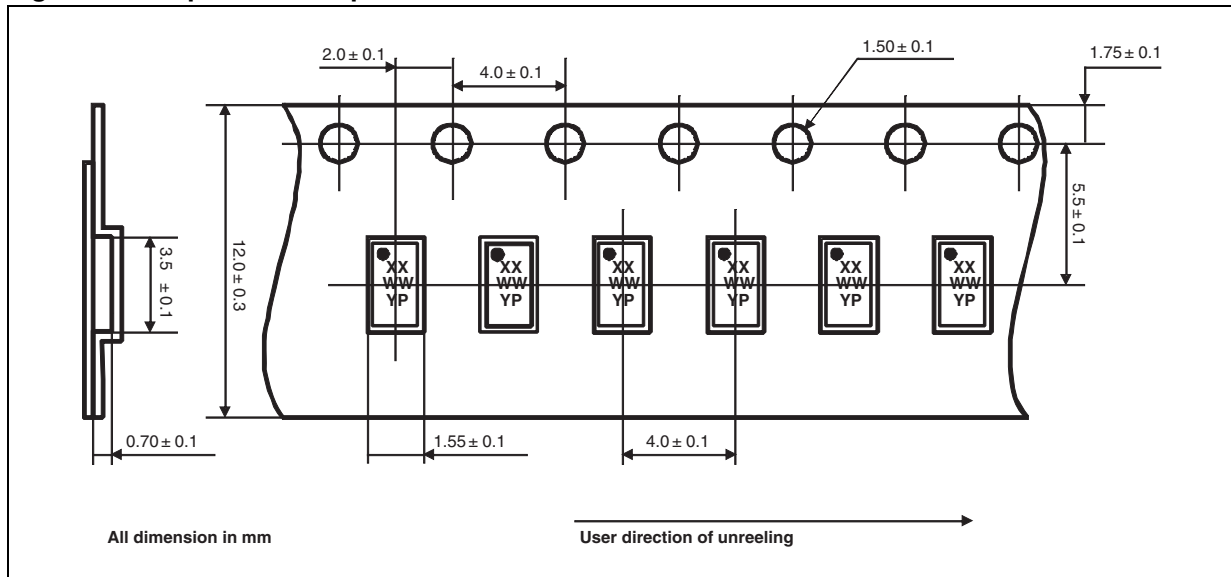 2.0 ± 0.1
4.0 ± 0.1
1.50 ± 0.1
1.75 ± 0.1
3.5 ± 0.1
12.0 ± 0.3
5.5 ± 0.1
XX
WW
YP
XX
WW
YP
XX
WW
YP
XX
WW
YP
XX
WW
YP
XX
WW
YP
0.70 ± 0.1
1.55 ± 0.1
4.0 ± 0.1
All dimension in mm
User direction of unreeling